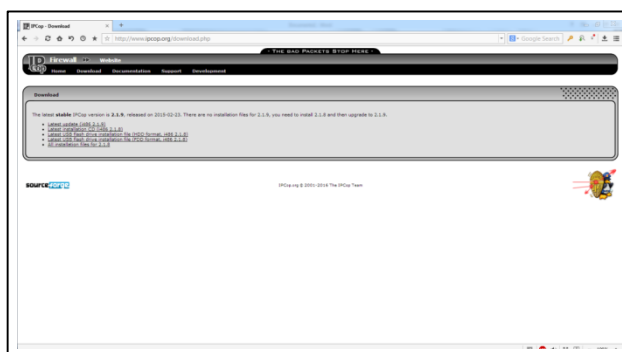 IPCop - Download
http://www.ipcop.org/download.php
Google Search
- THE BAD PACKETS STOP HERE -
IP Cop
Firewall
Website
Home Download Documentation Support Development
Download
The latest stable IPCop version is 2.1.9, released on 2015-02-23. There are no installation files for 2.1.9, you need to install 2.1.8 and then upgrade to 2.1.9.
Latest update (i486 2.1.9)
Latest installation CD (i486 2.1.8)
Latest USB flash drive installation file (HDD format, i486 2.1.8)
Latest USB flash drive installation file (FDD format, i486 2.1.8)
All installation files for 2.1.8
sourceforge
IPCop.org © 2001-2016 The IPCop Team